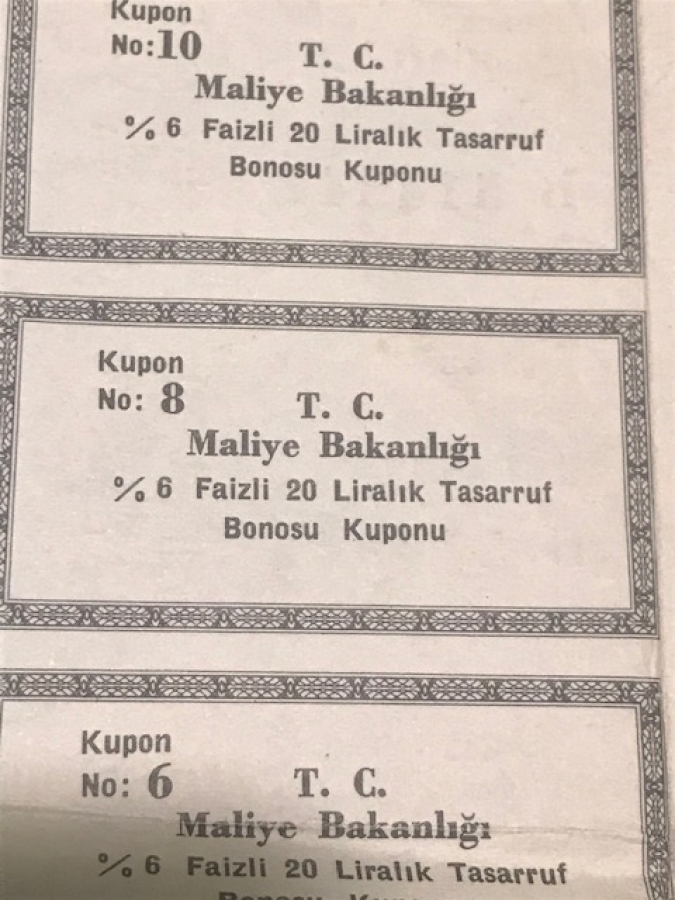 Kupon
No:10
T. C.
Maliye Bakanlığı
% 6 Faizli 20 Liralık Tasarruf
Bonosu Kuponu
Kupon
No: 8
T. C.
Maliye Bakanlığı
% 6 Faizli 20 Liralık Tasarruf
Bonosu Kuponu
Kupon
No: 6
T. C.
Maliye Bakanlığı
% 6 Faizli 20 Liralık Tasarruf